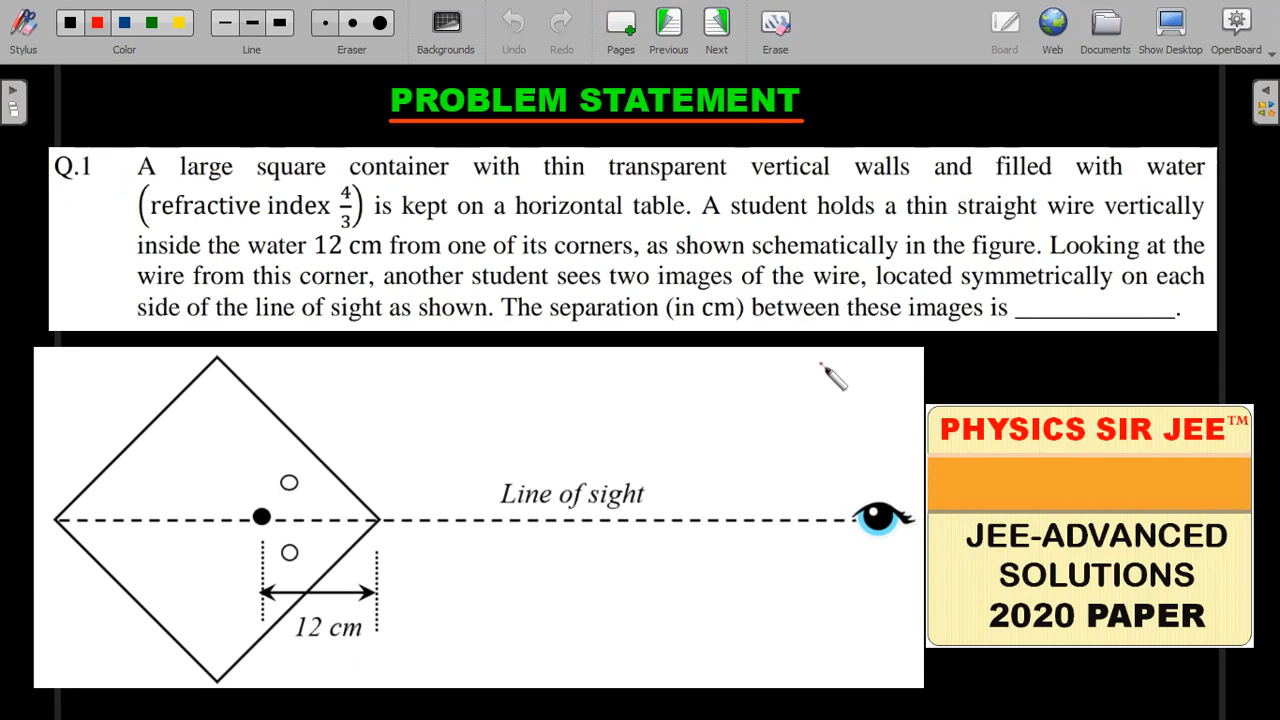 Stylus
Color
Line
Eraser
Backgrounds
Undo
Redo
Pages
Previous
Next
Erase
Board
Web
Documents
Show Desktop
OpenBoard
PROBLEM STATEMENT
Q.1 A large square container with thin transparent vertical walls and filled with water
(refractive index 4/3) is kept on a horizontal table. A student holds a thin straight wire vertically
inside the water 12 cm from one of its corners, as shown schematically in the figure. Looking at the
wire from this corner, another student sees two images of the wire, located symmetrically on each
side of the line of sight as shown. The separation (in cm) between these images is ____________.
Line of sight
12 cm
PHYSICS SIR JEE™
JEE-ADVANCED
SOLUTIONS
2020 PAPER